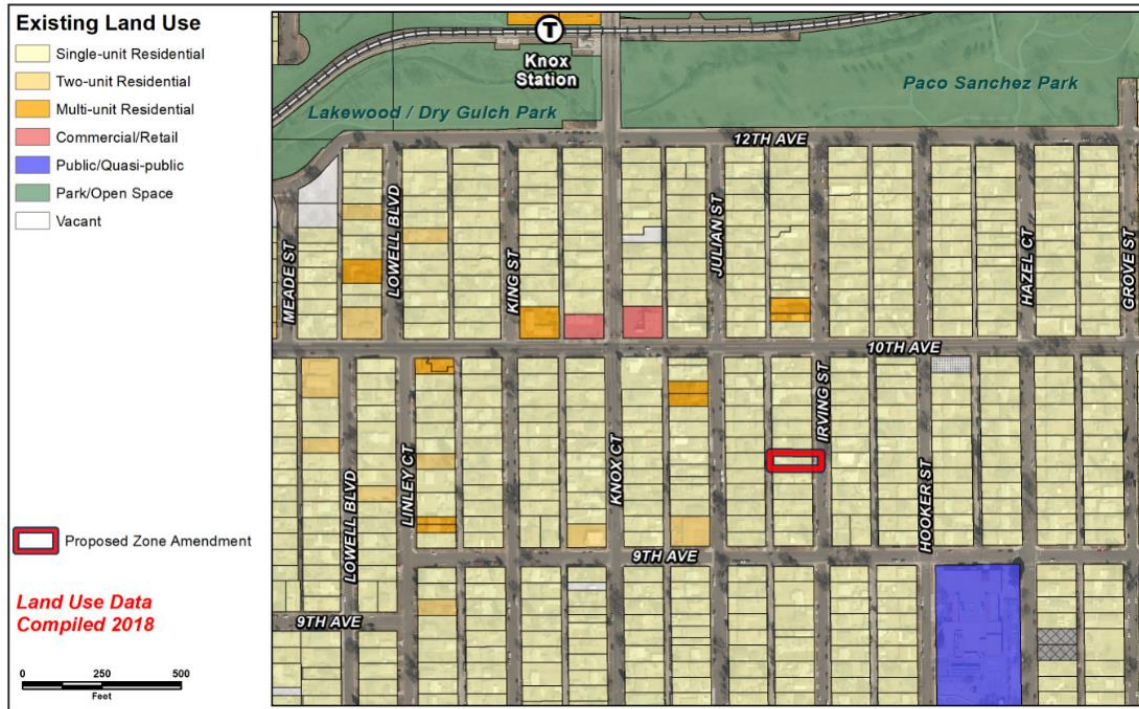 Existing Land Use
Single-unit Residential
Two-unit Residential
Multi-unit Residential
Commercial/Retail
Public/Quasi-public
Park/Open Space
Vacant
Proposed Zone Amendment
Land Use Data
Compiled 2018
0 250 500
Feet
T
Knox
Station
Lakewood / Dry Gulch Park
Paco Sanchez Park
12TH AVE
MEADE ST
LOWELL BLVD
KING ST
JULIAN ST
HAZEL CT
GROVE ST
10TH AVE
LOWELL BLVD
LINLEY CT
KNOX CT
IRVING ST
HOOKER ST
9TH AVE
9TH AVE